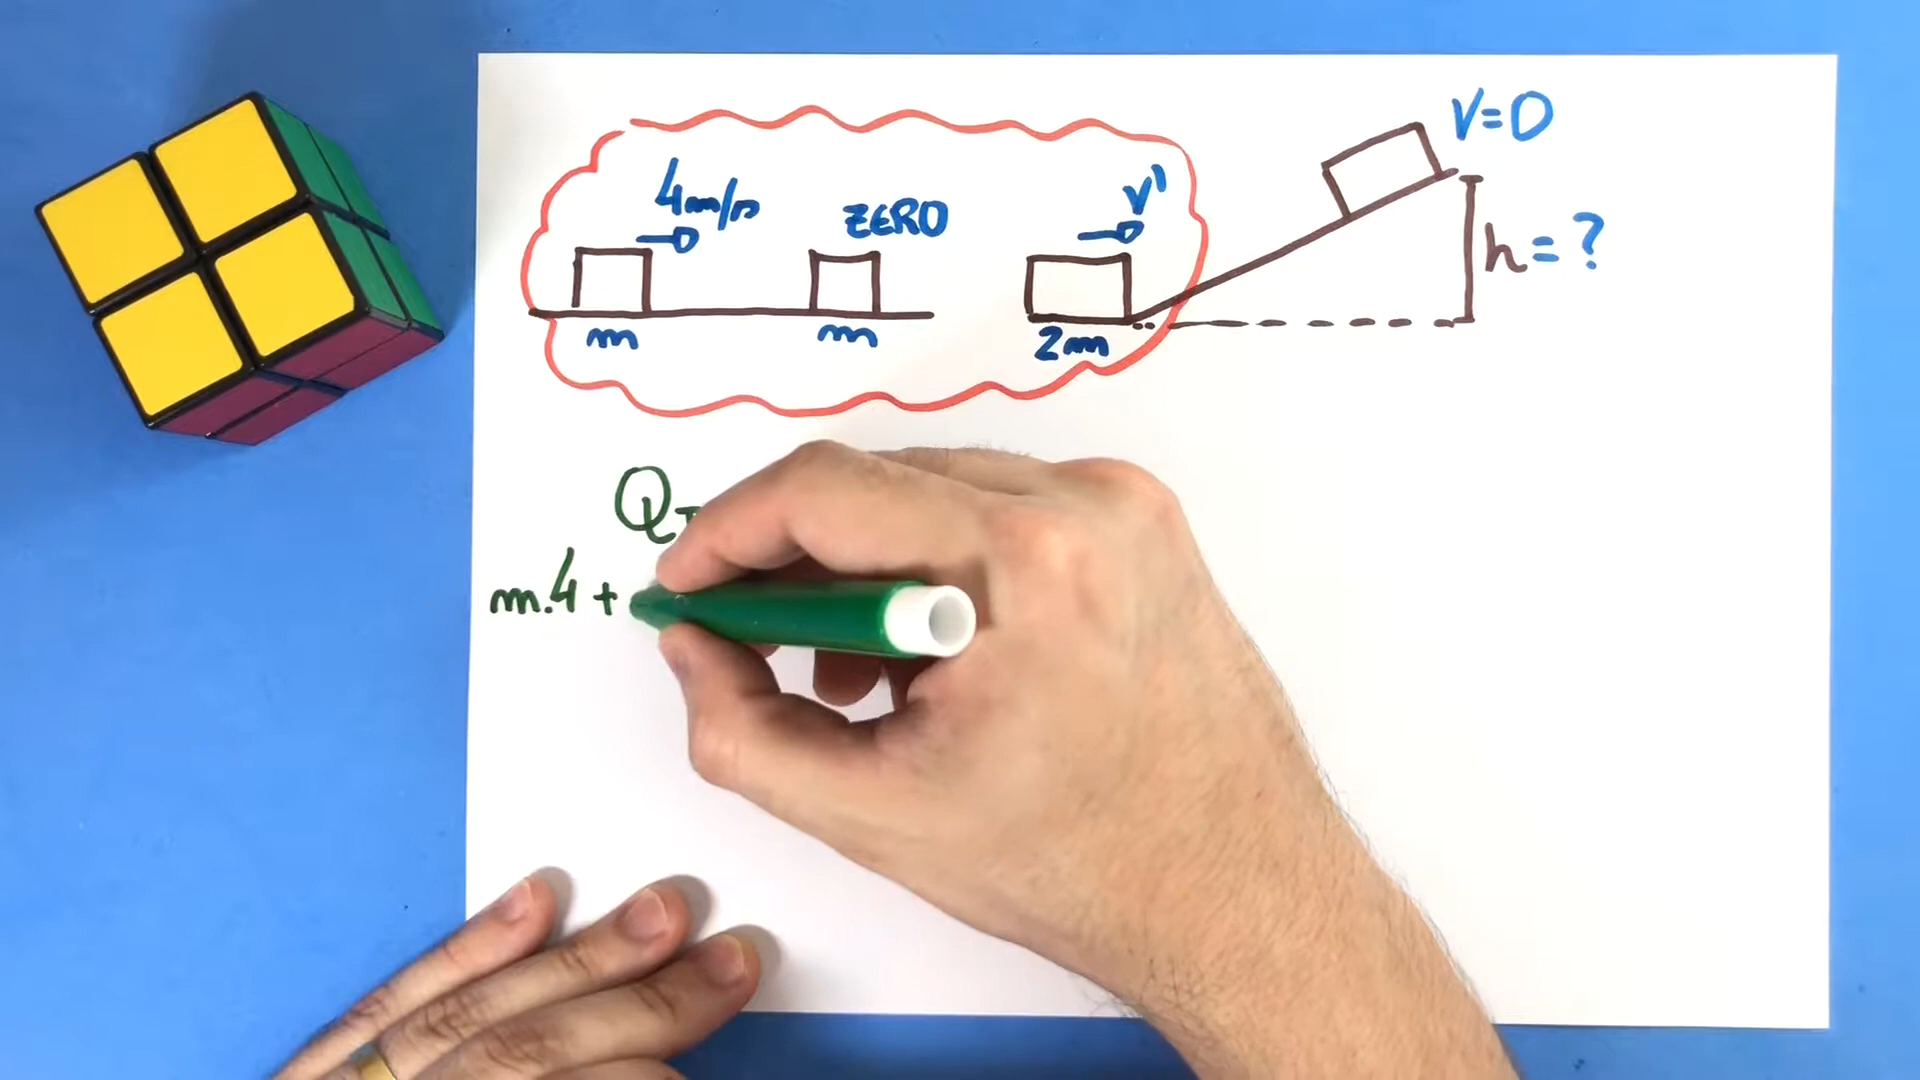 V=0
4m/s ZERO V'
h=?
m m 2m
Q
m.4 +